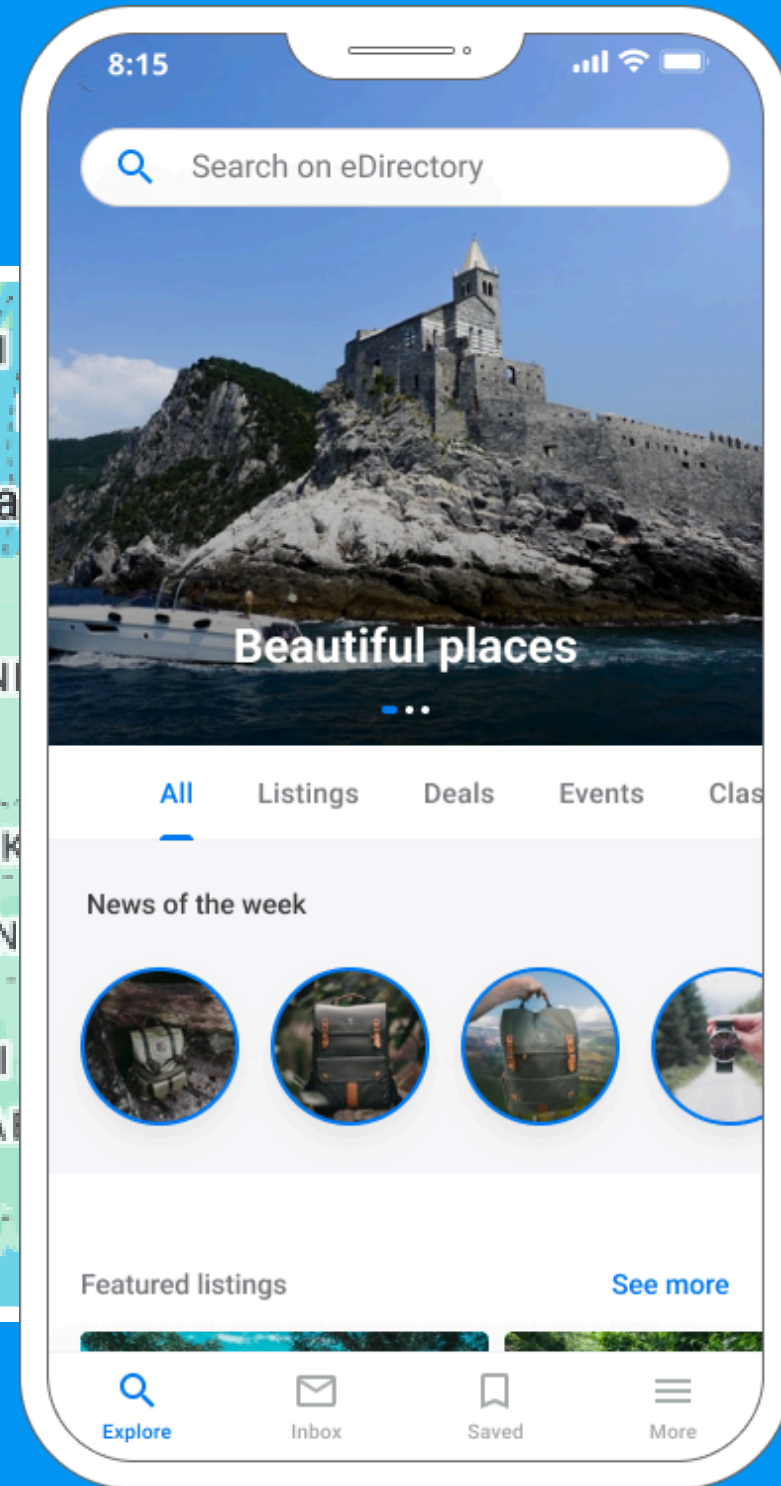 8:15
Search on eDirectory
Beautiful places
All Listings Deals Events Clas
News of the week
Featured listings See more
Explore Inbox Saved More